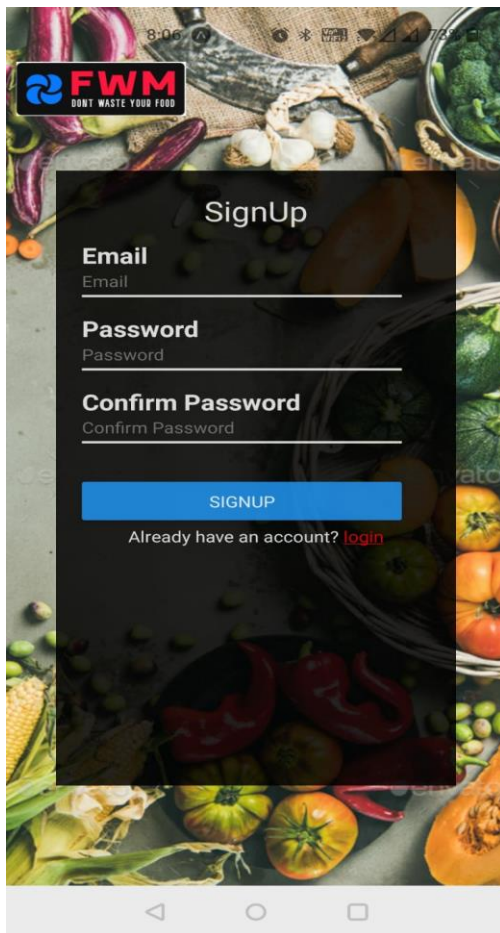 8:06
73%
FWM
DONT WASTE YOUR FOOD
SignUp
Email
Email
Password
Password
Confirm Password
Confirm Password
SIGNUP
Already have an account? login